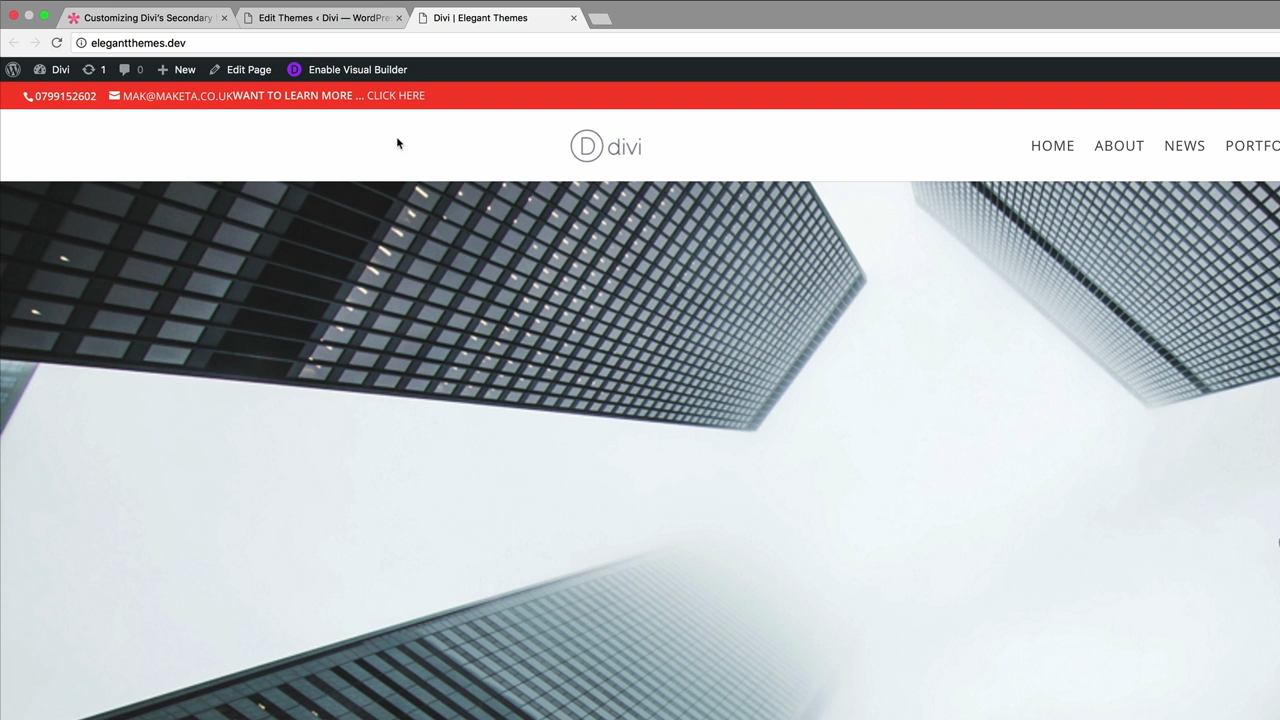 Customizing Divi's Secondary
Edit Themes ‹ Divi — WordPre
Divi | Elegant Themes
elegantthemes.dev
Divi 1 0 New Edit Page D Enable Visual Builder
0799152602 MAK@MAKETA.CO.UKWANT TO LEARN MORE ... CLICK HERE
D divi
HOME ABOUT NEWS PORTFO